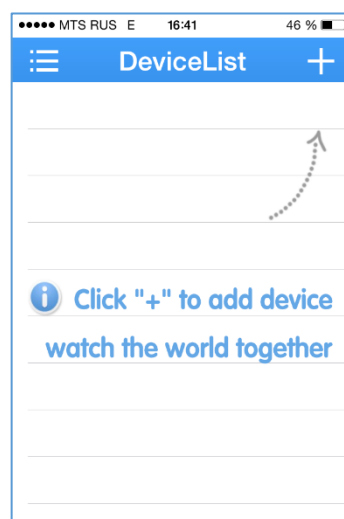 MTS RUS E 16:41 46 %
DeviceList
Click "+" to add device
watch the world together